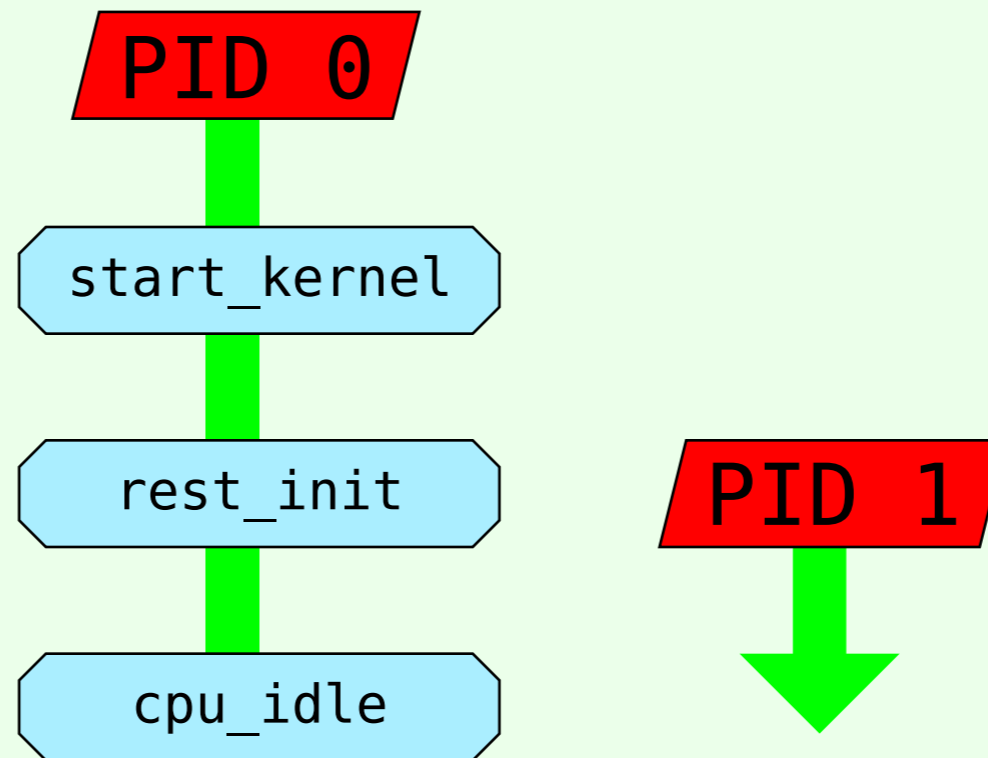 PID 0
start_kernel
rest_init
PID 1
cpu_idle